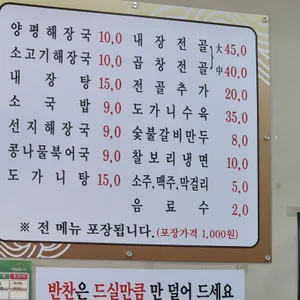 양평해장국 10,0
소고기해장국 10,0
내장탕 15,0
소국밥 9,0
선지해장국 9,0
콩나물북어국 9,0
도가니탕 15,0
내장전골 大 45,0
곱창전골 中 40,0
전골추가 20,0
도가니수육 35,0
숯불갈비만두 8,0
찰보리냉면 10,0
소주,맥주,막걸리 5,0
음료수 2,0
※ 전 메뉴 포장됩니다.(포장가격 1,000원)
반찬은 드실만큼 만 덜어 드세요